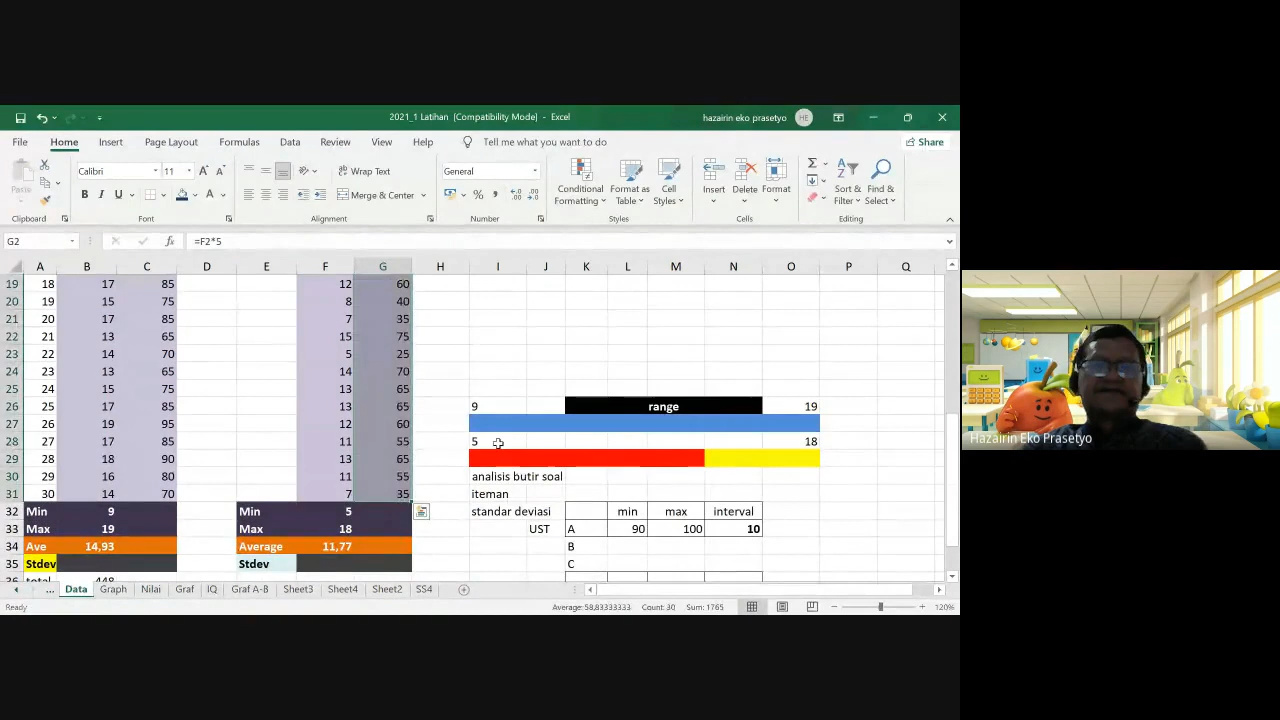 2021_1 Latihan [Compatibility Mode] - Excel
hazairin eko prasetyo HE
File Home Insert Page Layout Formulas Data Review View Help Tell me what you want to do Share
Paste Calibri 11 Wrap Text General Conditional Formatting Format as Table Cell Styles Insert Delete Format Sort & Filter Find & Select
B I U Merge & Center
Clipboard Font Alignment Number Styles Cells Editing
G2 fx =F2*5
A B C D E F G H I J K L M N O P Q
19 18 17 85 12 60
20 19 15 75 8 40
21 20 17 85 7 35
22 21 13 65 15 75
23 22 14 70 5 25
24 23 13 65 14 70
25 24 15 75 13 65
26 25 17 85 13 65 9 range 19
27 26 19 95 12 60
28 27 17 85 11 55 5 18
29 28 18 90 13 65
30 29 16 80 11 55 analisis butir soal
31 30 14 70 7 35 iteman
32 Min 9 Min 5 standar deviasi min max interval
33 Max 19 Max 18 UST A 90 100 10
34 Ave 14,93 Average 11,77 B
35 Stdev Stdev C
36 total 448
... Data Graph Nilai Graf IQ Graf A-B Sheet3 Sheet4 Sheet2 SS4
Ready Average: 58,83333333 Count: 30 Sum: 1765 120%
Hazairin Eko Prasetyo